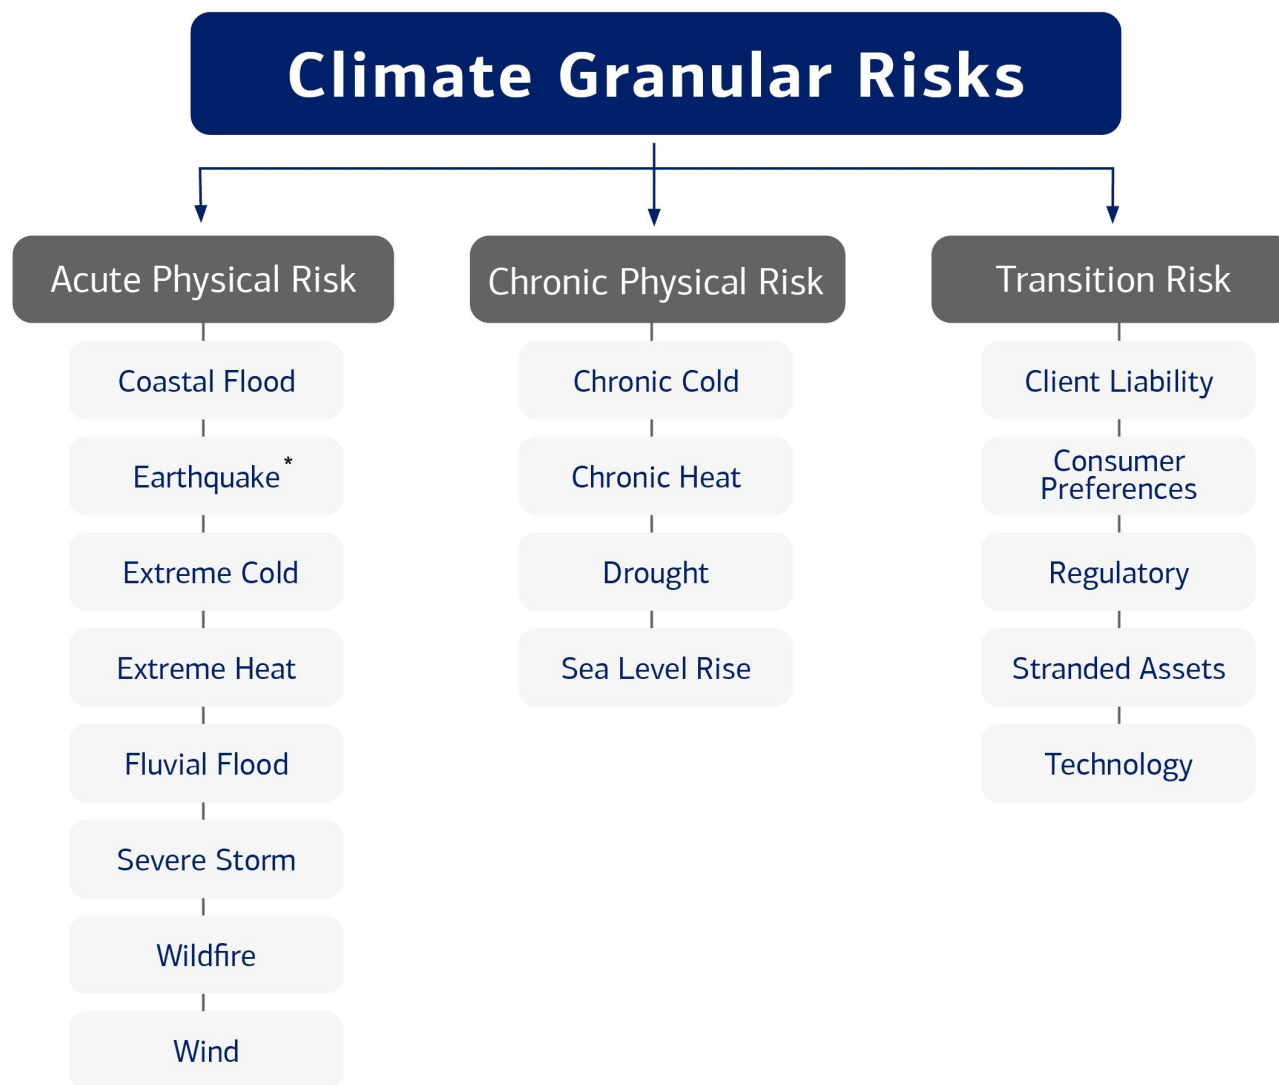 Climate Granular Risks
Acute Physical Risk
Coastal Flood
Earthquake*
Extreme Cold
Extreme Heat
Fluvial Flood
Severe Storm
Wildfire
Wind
Chronic Physical Risk
Chronic Cold
Chronic Heat
Drought
Sea Level Rise
Transition Risk
Client Liability
Consumer
Preferences
Regulatory
Stranded Assets
Technology